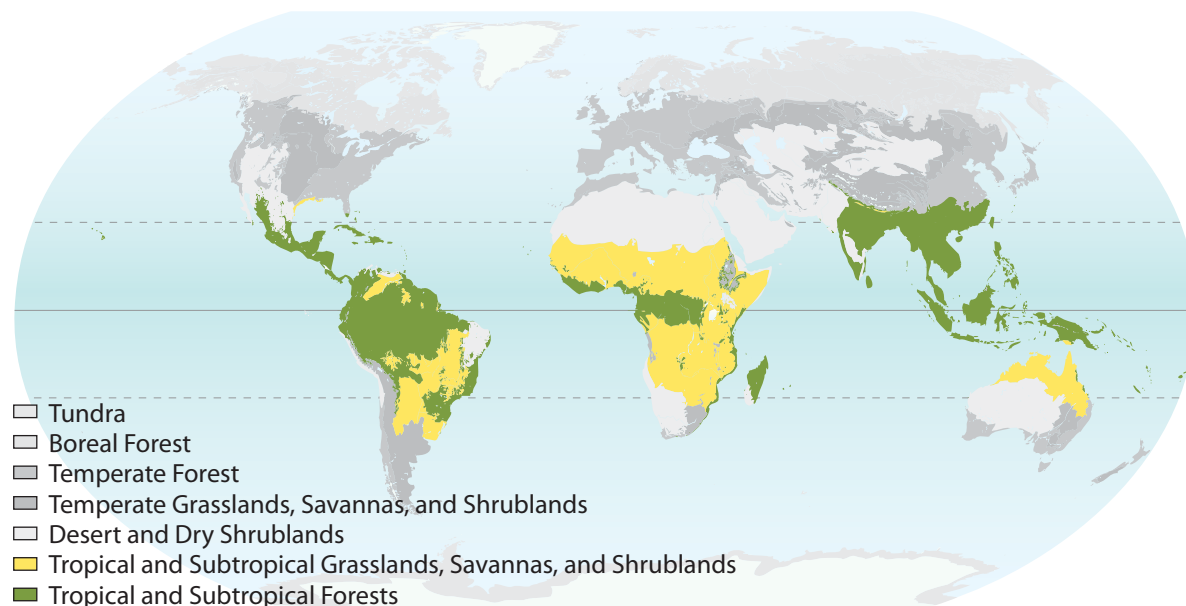 Tundra
Boreal Forest
Temperate Forest
Temperate Grasslands, Savannas, and Shrublands
Desert and Dry Shrublands
Tropical and Subtropical Grasslands, Savannas, and Shrublands
Tropical and Subtropical Forests